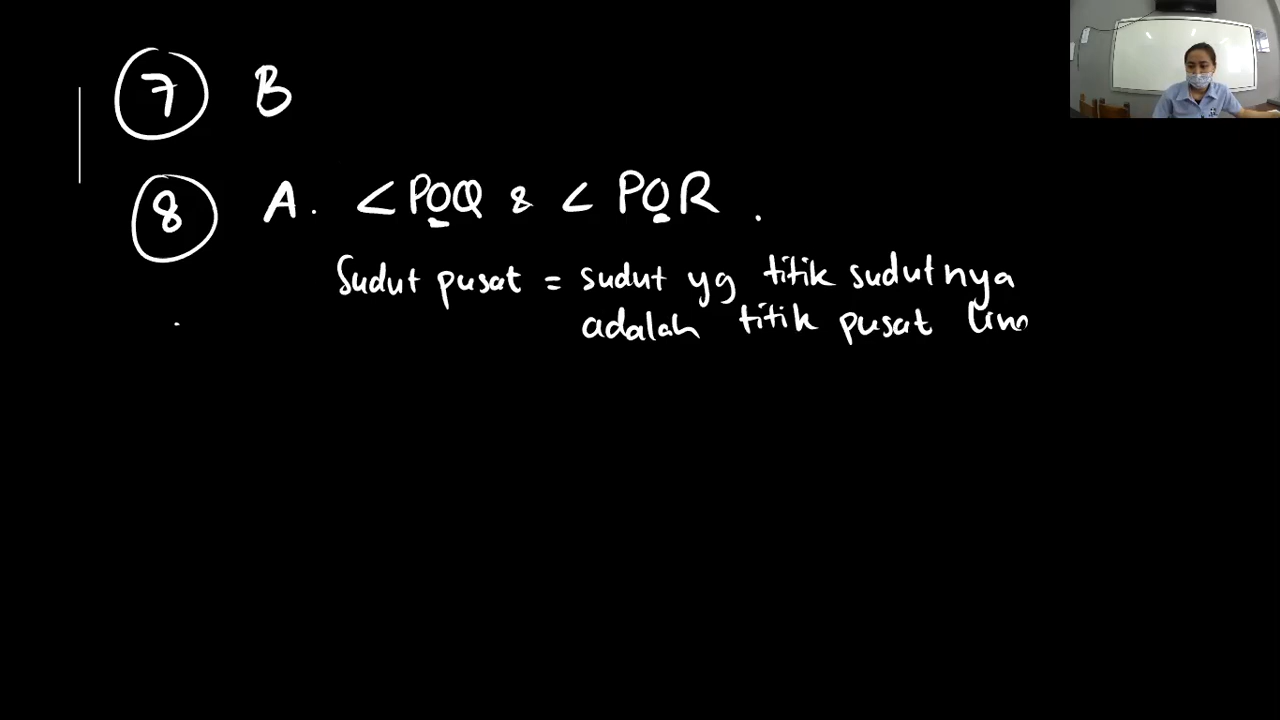 7 B
8 A. ∠POQ & ∠POR.
Sudut pusat = sudut yg titik sudutnya
adalah titik pusat